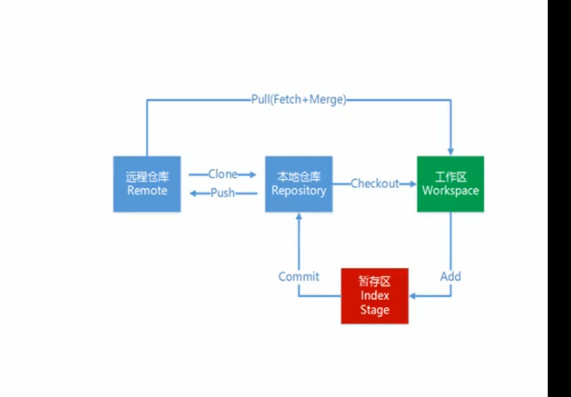 Pull(Fetch+Merge)
远程仓库
Remote
Clone
Push
本地仓库
Repository
Checkout
工作区
Workspace
Commit
暂存区
Index
Stage
Add